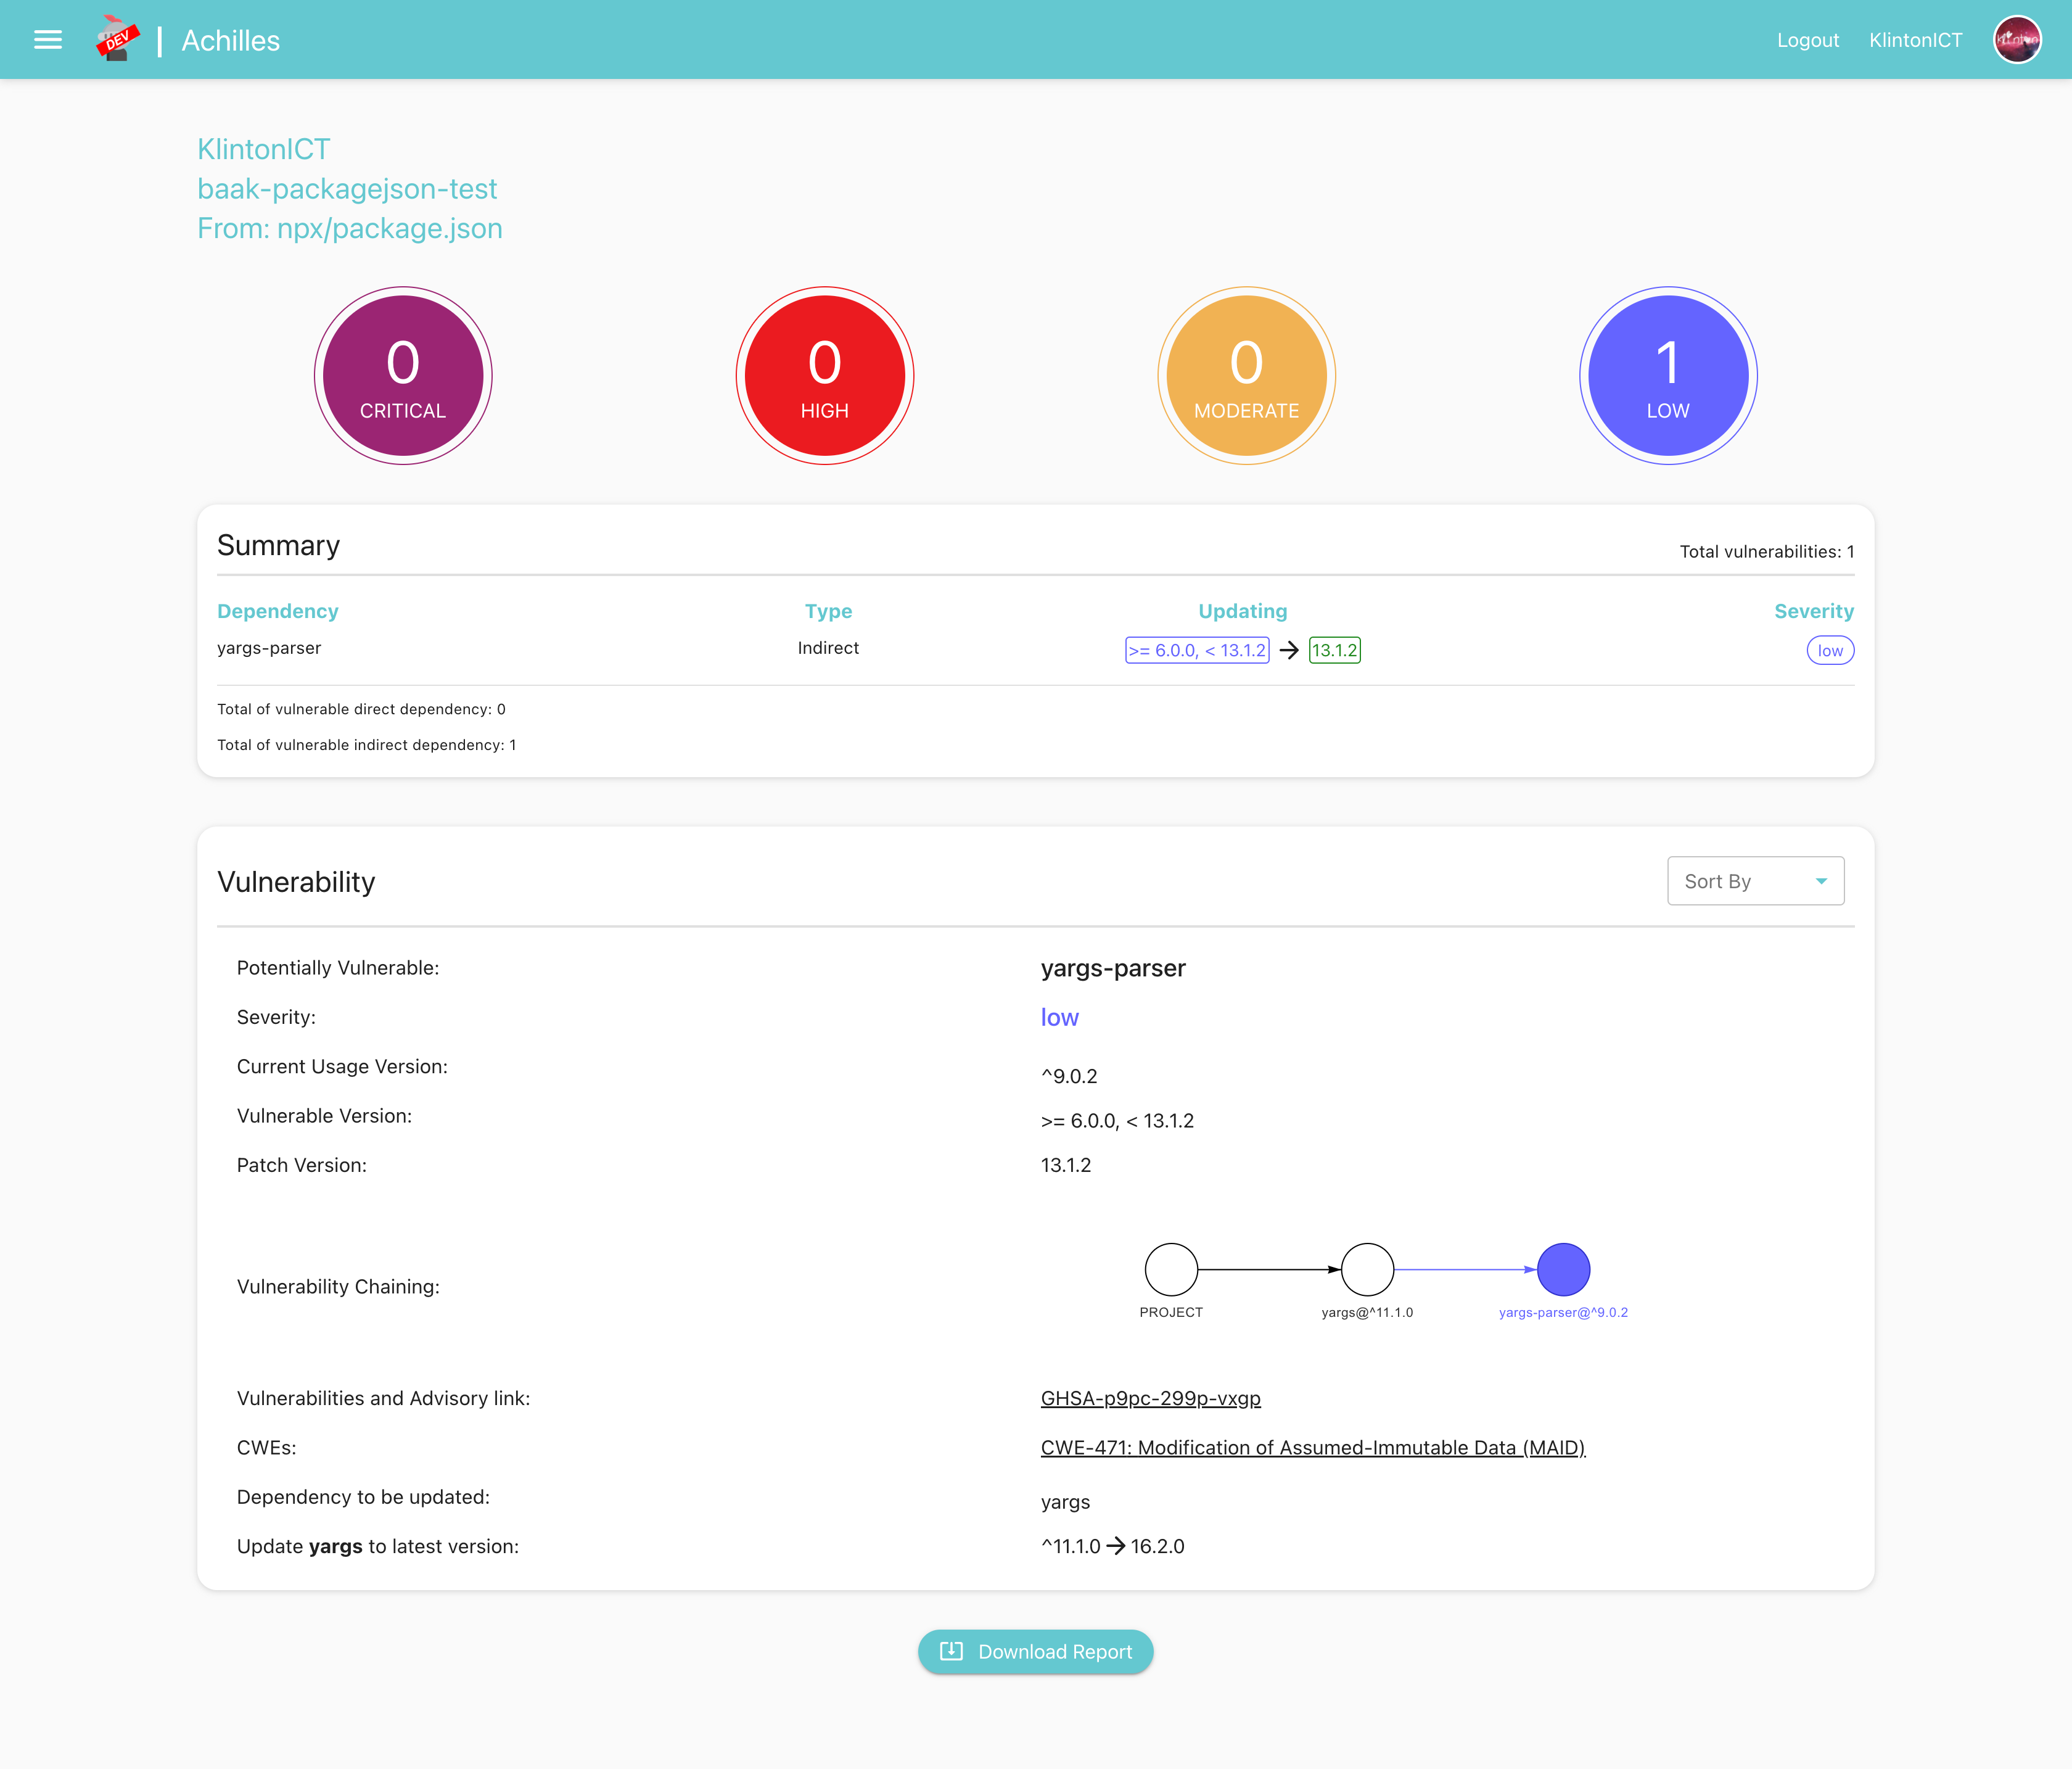 DEV
Achilles
Logout
KlintonICT
Klinton
KlintonICT
baak-packagejson-test
From: npx/package.json
0
CRITICAL
0
HIGH
0
MODERATE
1
LOW
Summary
Total vulnerabilities: 1
Dependency Type Updating Severity
yargs-parser Indirect >= 6.0.0, < 13.1.2 → 13.1.2 low
Total of vulnerable direct dependency: 0
Total of vulnerable indirect dependency: 1
Vulnerability
Sort By
Potentially Vulnerable: yargs-parser
Severity: low
Current Usage Version: ^9.0.2
Vulnerable Version: >= 6.0.0, < 13.1.2
Patch Version: 13.1.2
Vulnerability Chaining:
PROJECT yargs@^11.1.0 yargs-parser@^9.0.2
Vulnerabilities and Advisory link: GHSA-p9pc-299p-vxgp
CWEs: CWE-471: Modification of Assumed-Immutable Data (MAID)
Dependency to be updated: yargs
Update yargs to latest version: ^11.1.0 → 16.2.0
Download Report